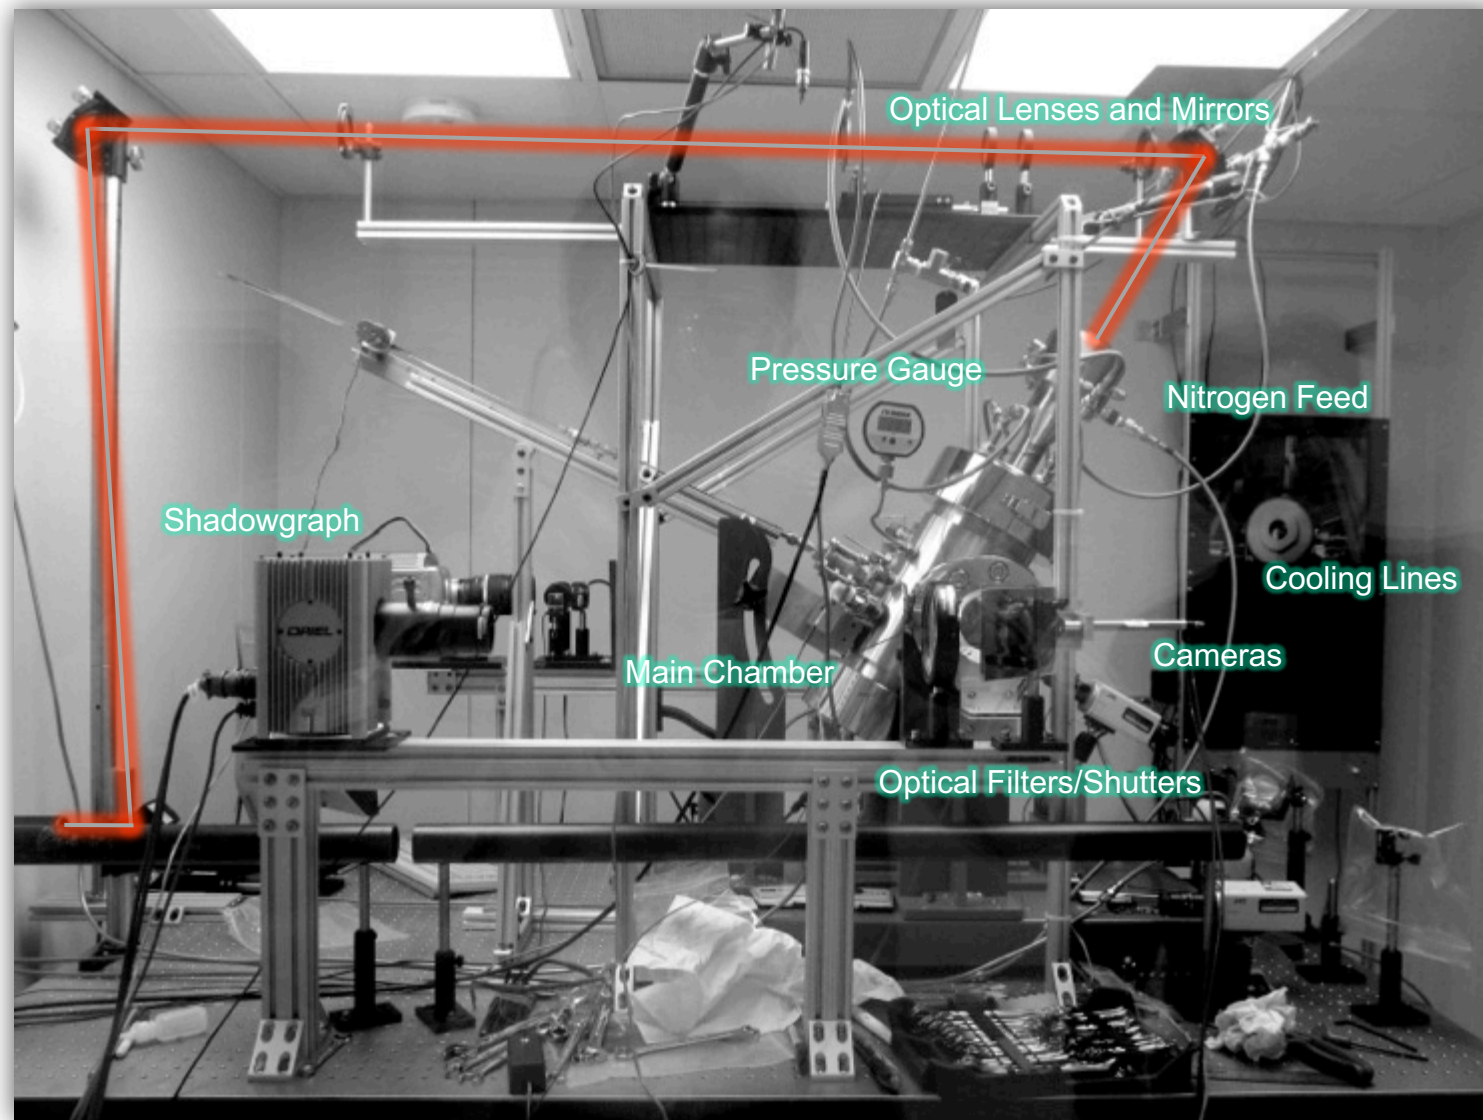 Optical Lenses and Mirrors
Pressure Gauge
Nitrogen Feed
Shadowgraph
Cooling Lines
ORIEL
Main Chamber
Cameras
Optical Filters/Shutters